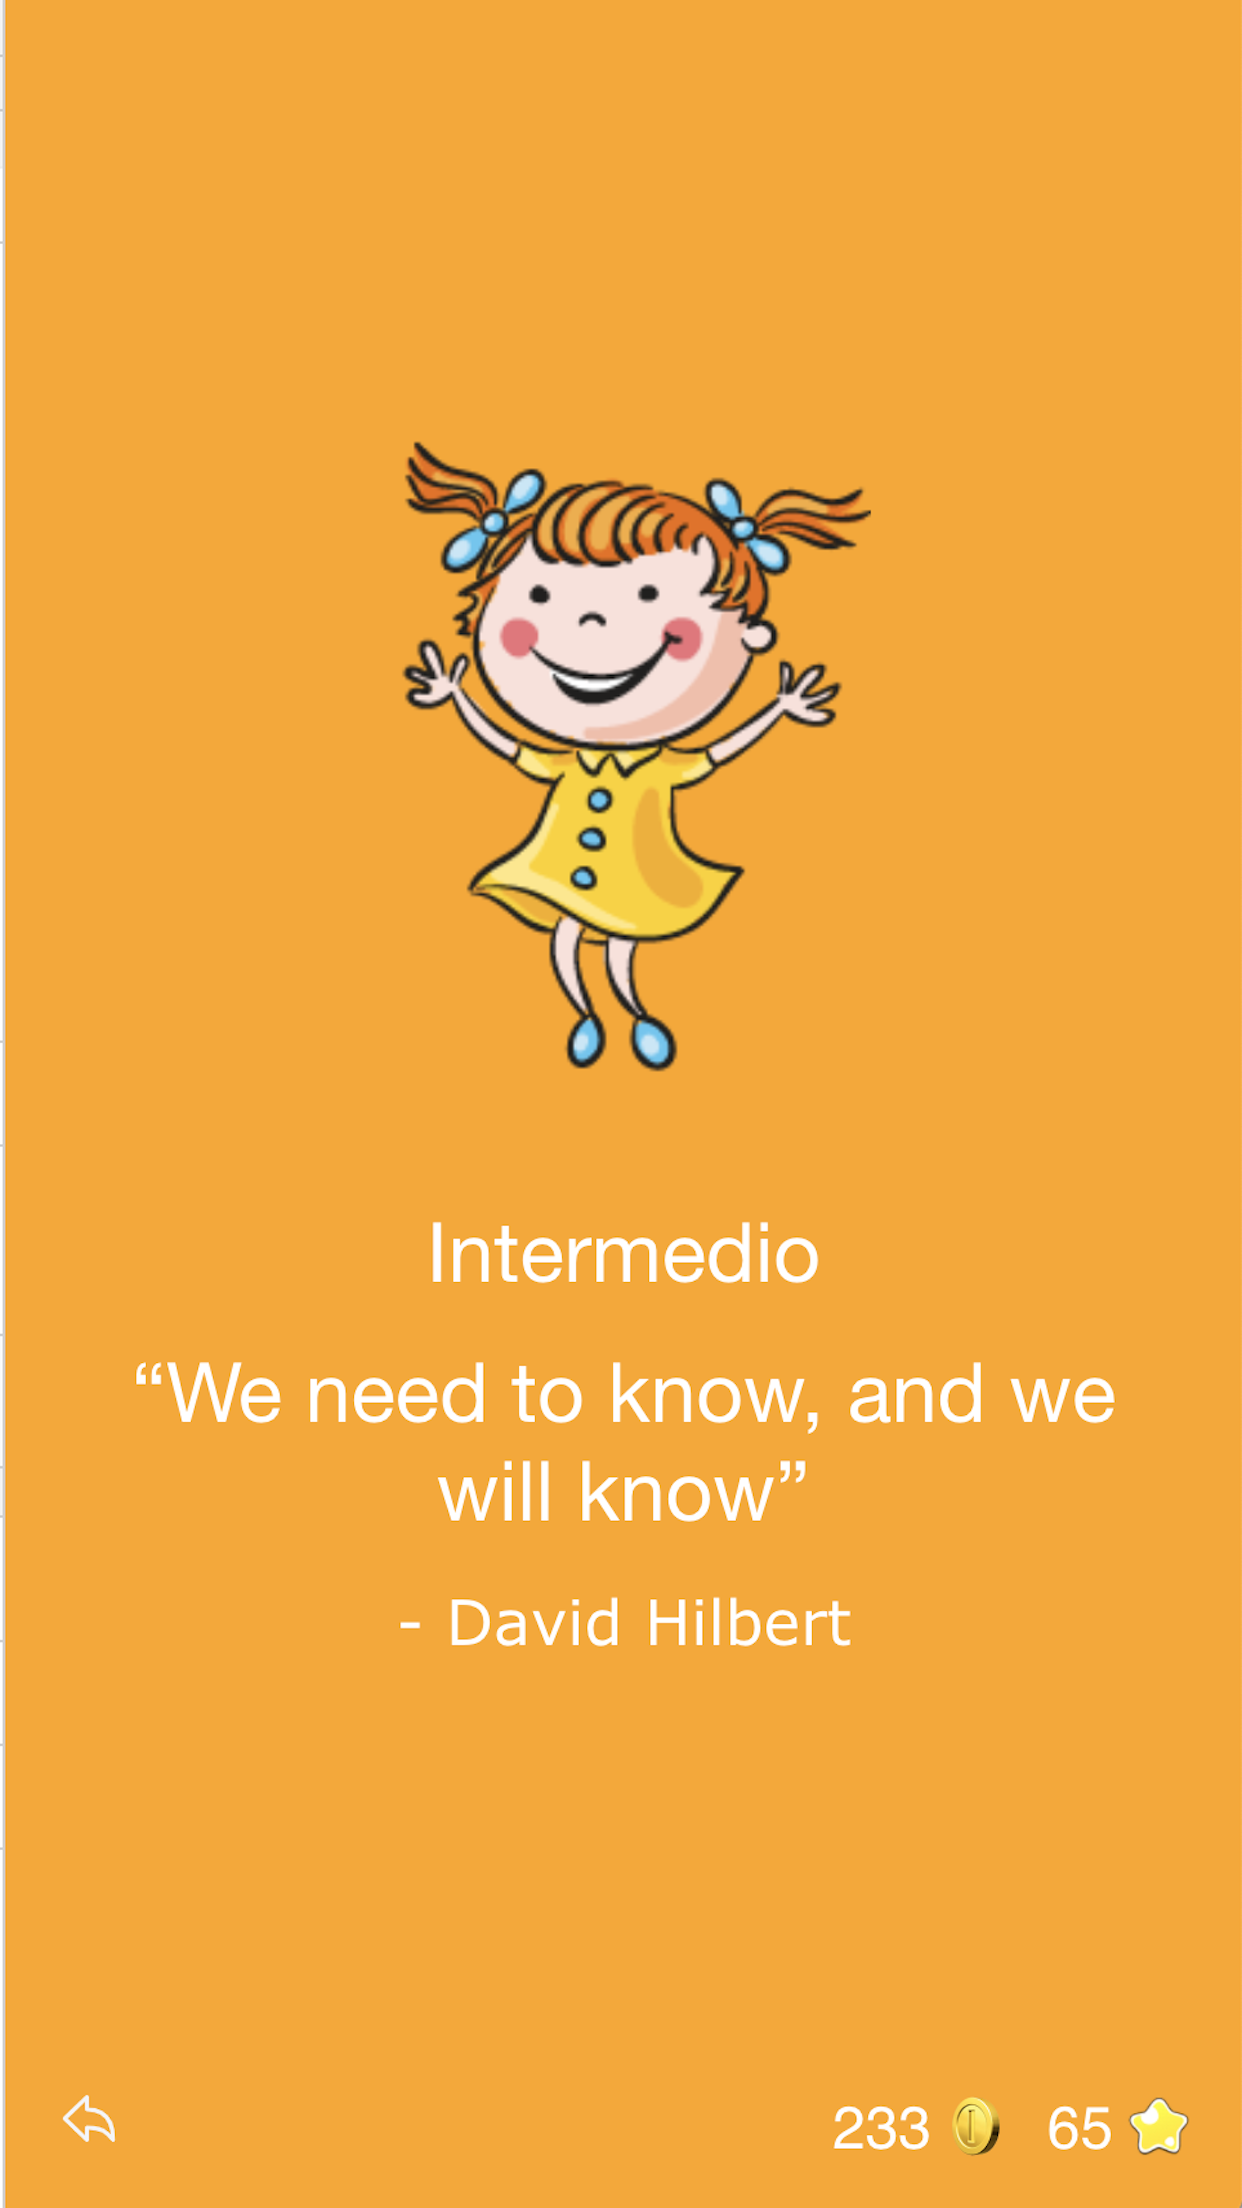 Intermedio
“We need to know, and we
will know”
- David Hilbert
233 65